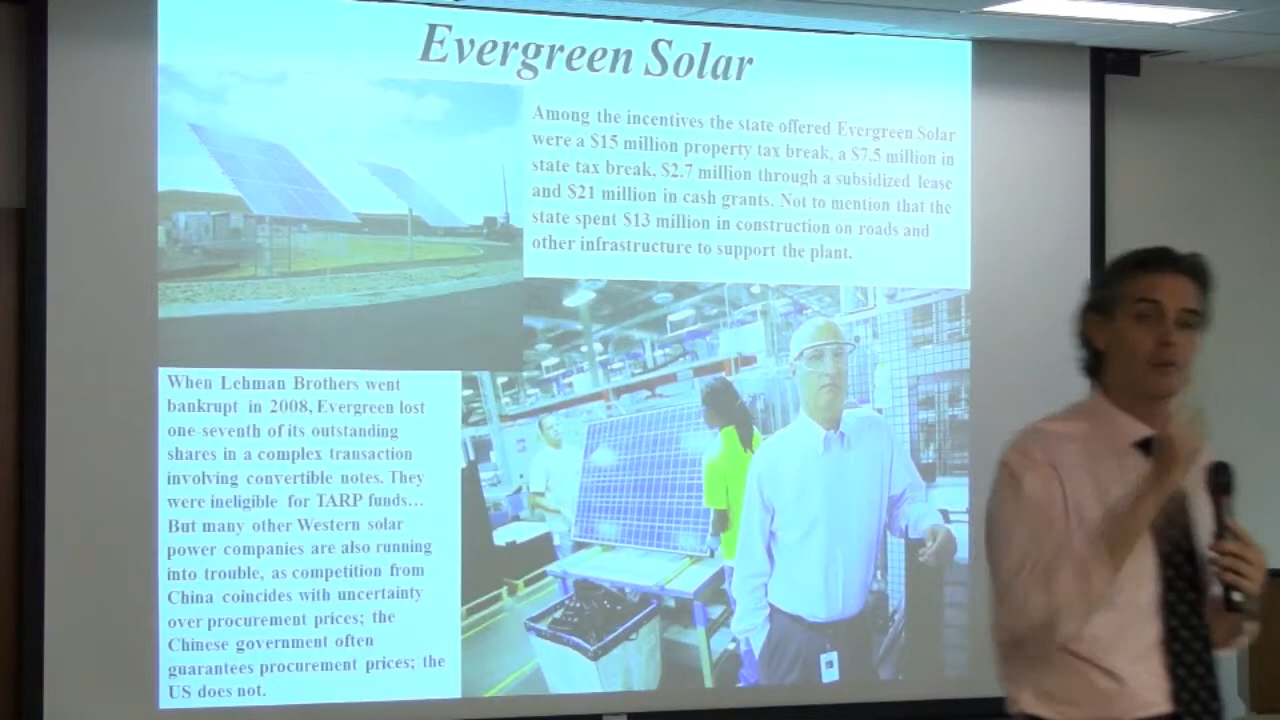 Evergreen Solar
Among the incentives the state offered Evergreen Solar
were a $15 million property tax break, a $7.5 million in
state tax break, $2.7 million through a subsidized lease
and $21 million in cash grants. Not to mention that the
state spent $13 million in construction on roads and
other infrastructure to support the plant.
When Lehman Brothers went
bankrupt in 2008, Evergreen lost
one-seventh of its outstanding
shares in a complex transaction
involving convertible notes. They
were ineligible for TARP funds…
But many other Western solar
power companies are also running
into trouble, as competition from
China coincides with uncertainty
over procurement prices; the
Chinese government often
guarantees procurement prices; the
US does not.